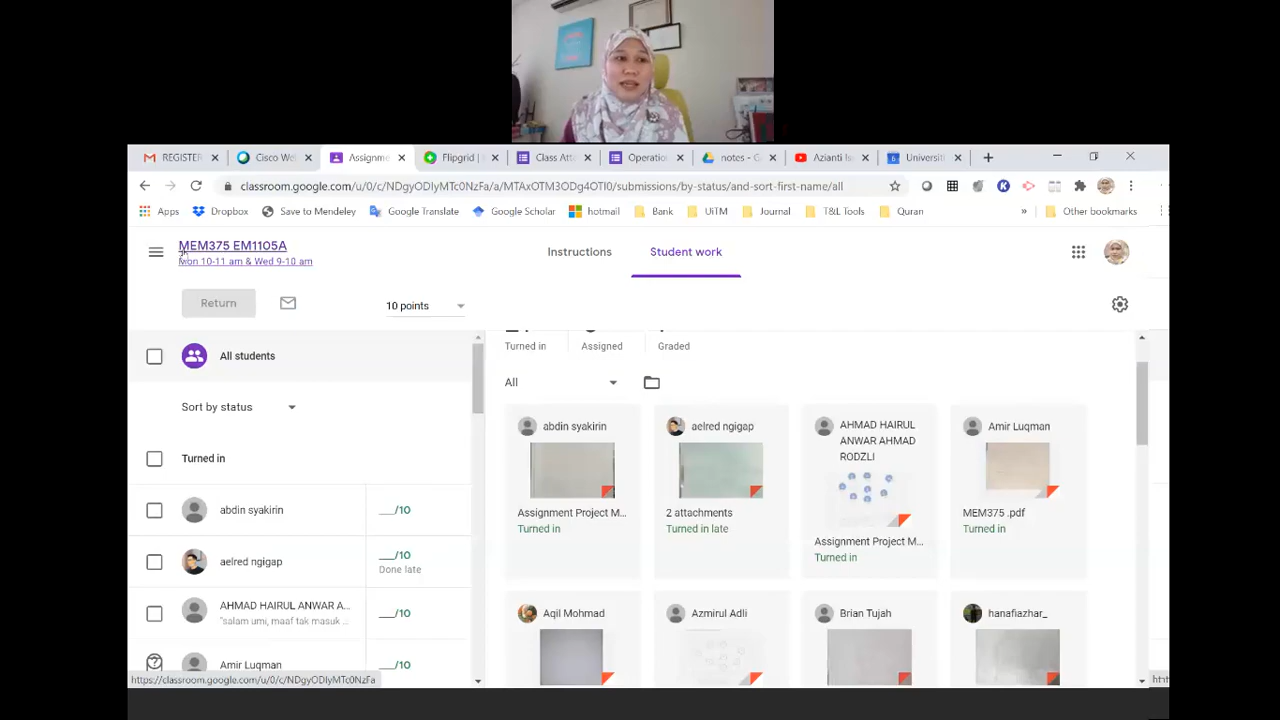 REGISTER
Cisco We
Assignme
Flipgrid |
Class Att
Operation
notes - G
Azianti Is
Universiti
classroom.google.com/u/0/c/NDgyODIyMTc0NzFa/a/MTAxOTM3ODg4OTI0/submissions/by-status/and-sort-first-name/all
Apps
Dropbox
Save to Mendeley
Google Translate
Google Scholar
hotmail
Bank
UiTM
Journal
T&L Tools
Quran
»
Other bookmarks
MEM375 EM1105A
Mon 10-11 am & Wed 9-10 am
Instructions
Student work
Return
10 points
All students
Turned in
Assigned
Graded
All
Sort by status
Turned in
abdin syakirin
__/10
aelred ngigap
__/10
Done late
AHMAD HAIRUL ANWAR A...
"salam umi, maaf tak masuk ...
__/10
Amir Luqman
__/10
abdin syakirin
Assignment Project M...
Turned in
aelred ngigap
2 attachments
Turned in late
AHMAD HAIRUL
ANWAR AHMAD
RODZLI
Assignment Project M...
Turned in
Amir Luqman
MEM375 .pdf
Turned in
Aqil Mohmad
Azmirul Adli
Brian Tujah
hanafiazhar_
https://classroom.google.com/u/0/c/NDgyODIyMTc0NzFa